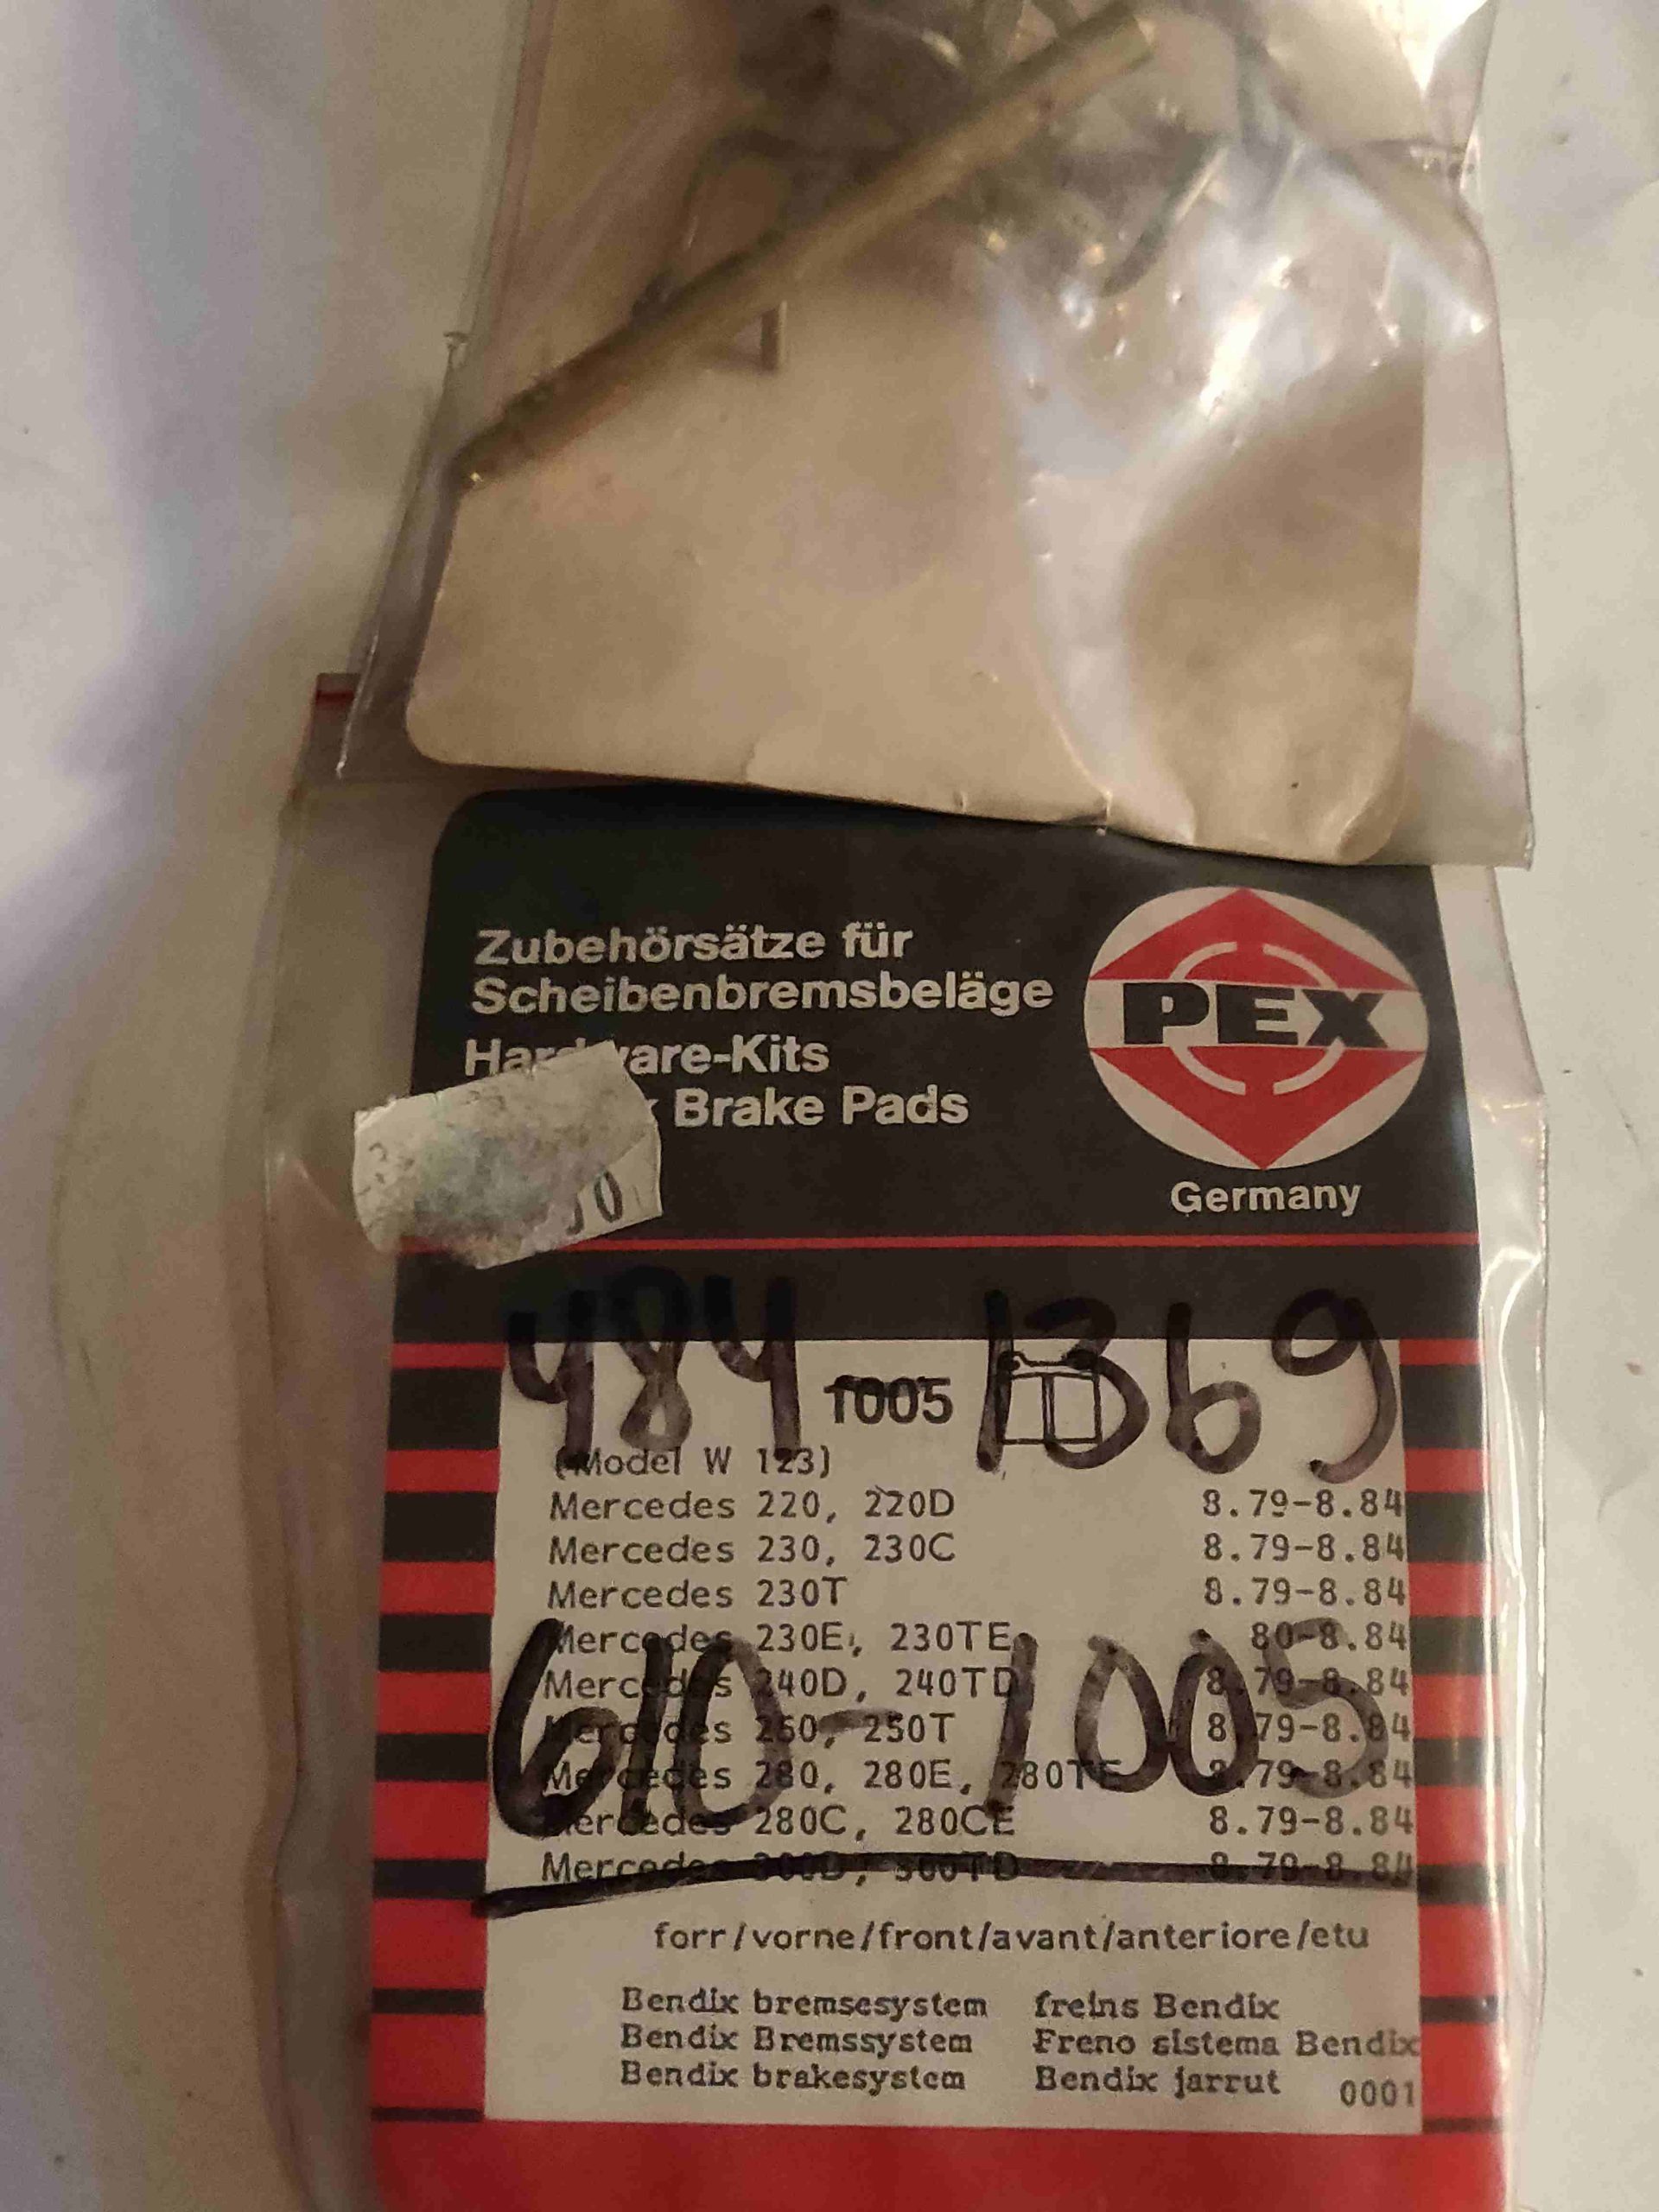 Zubehörsätze für
Scheibenbremsbeläge
Hardware-Kits
Brake Pads
PEX
Germany
00
484 1369
1005
(Model W 123)
Mercedes 220, 220D 8.79-8.84
Mercedes 230, 230C 8.79-8.84
Mercedes 230T 8.79-8.84
Mercedes 230E, 230TE 80-8.84
Mercedes 240D, 240TD 8.79-8.84
Mercedes 250, 250T 8.79-8.84
Mercedes 280, 280E, 280TE 8.79-8.84
Mercedes 280C, 280CE 8.79-8.84
Mercedes 300D, 300TD 8.79-8.84
610-1005
forr/vorne/front/avant/anteriore/etu
Bendix bremsesystem freins Bendix
Bendix Bremssystem Freno sistema Bendix
Bendix brakesystem Bendix jarrut 0001